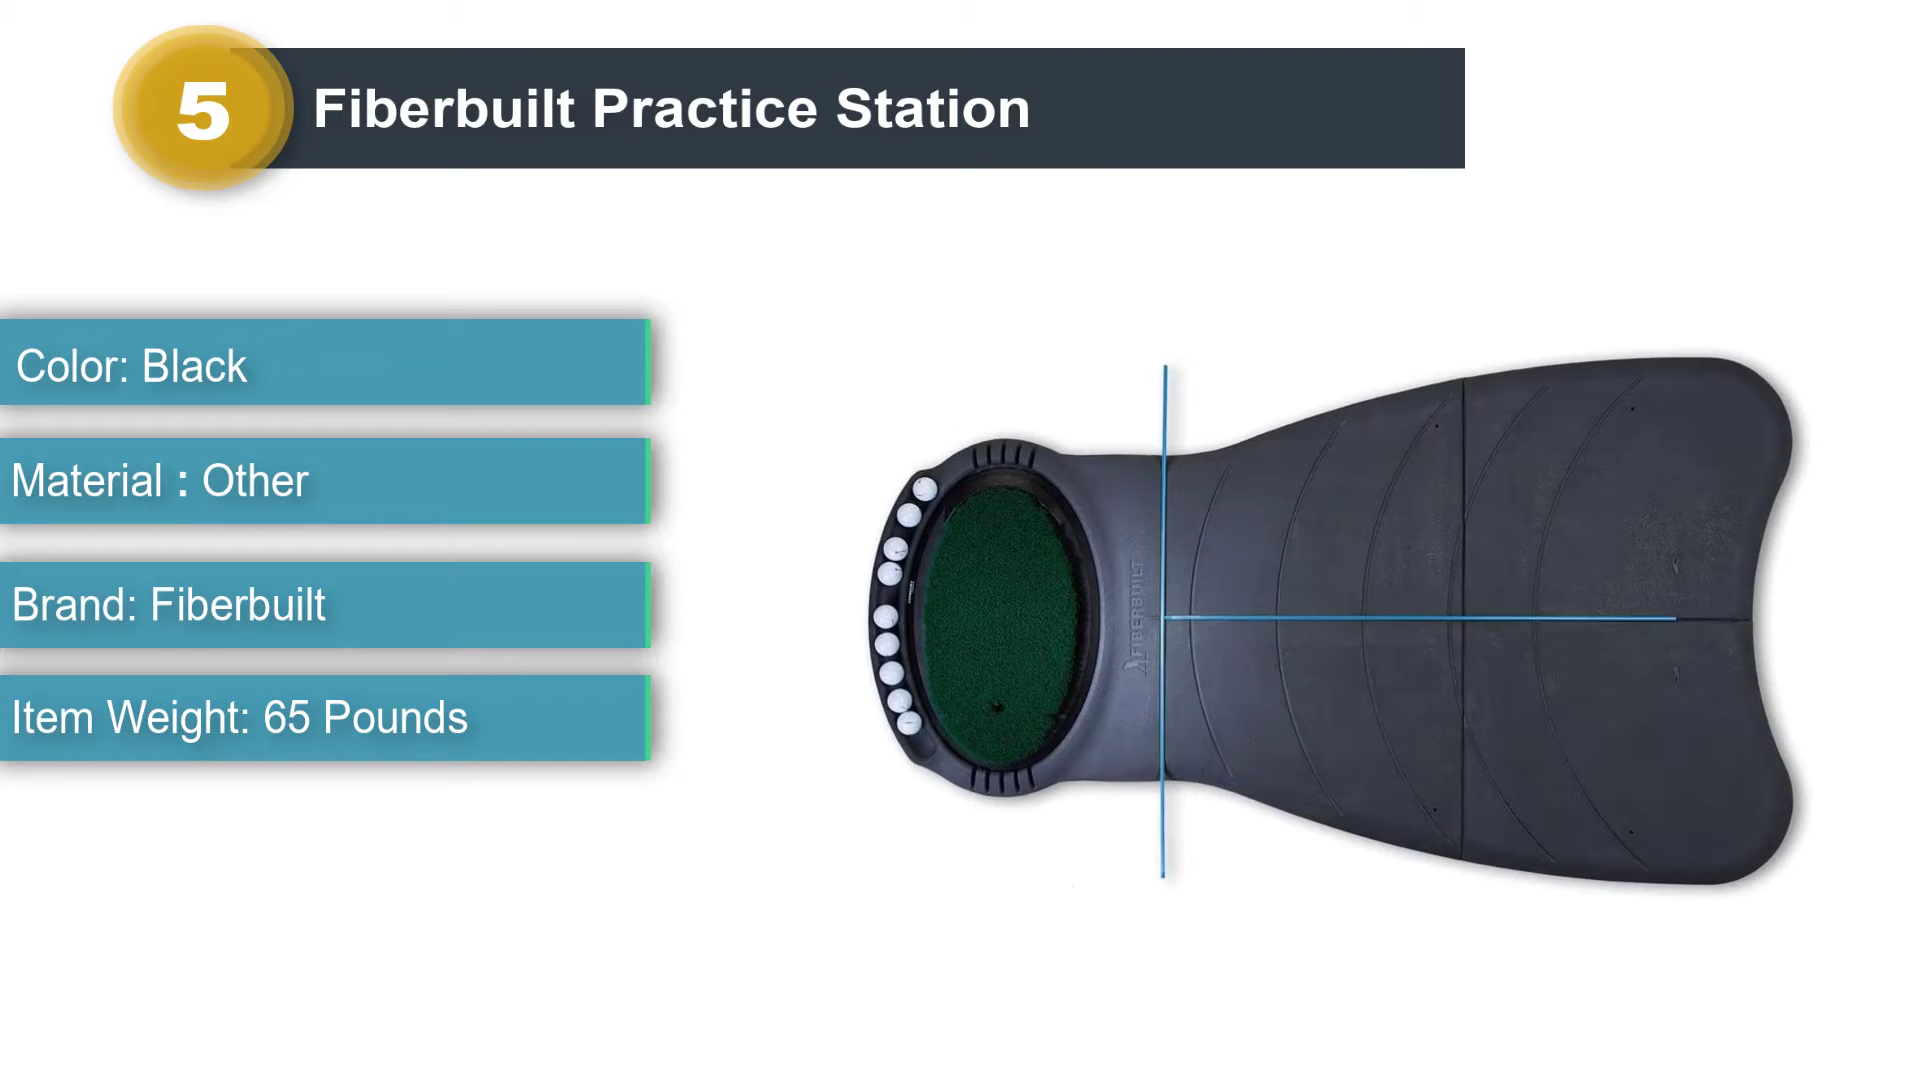 5
Fiberbuilt Practice Station
Color: Black
Material : Other
Brand: Fiberbuilt
Item Weight: 65 Pounds
FIBERBUILT